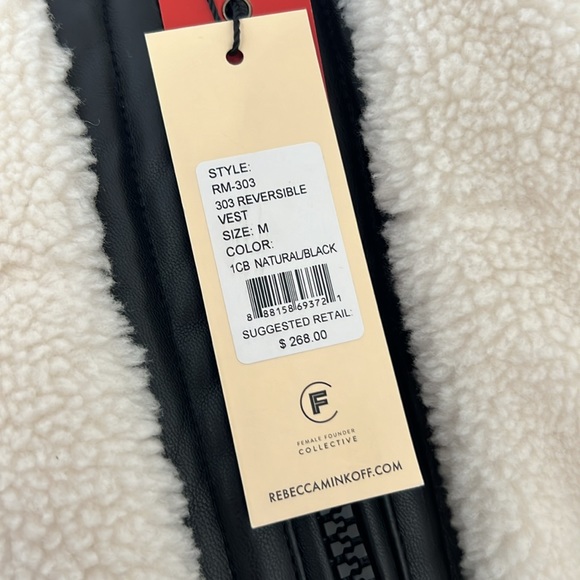 STYLE:
RM-303
303 REVERSIBLE
VEST
SIZE: M
COLOR:
1CB NATURAL/BLACK
8 88158 69372 1
SUGGESTED RETAIL:
$ 268.00
F
FEMALE FOUNDER
COLLECTIVE
REBECCAMINKOFF.COM